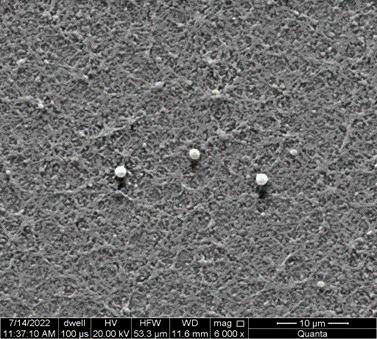 7/14/2022 dwell HV HFW WD mag □ 10 µm
11:37:10 AM 100 µs 20.00 kV 53.3 µm 11.6 mm 6 000 x Quanta